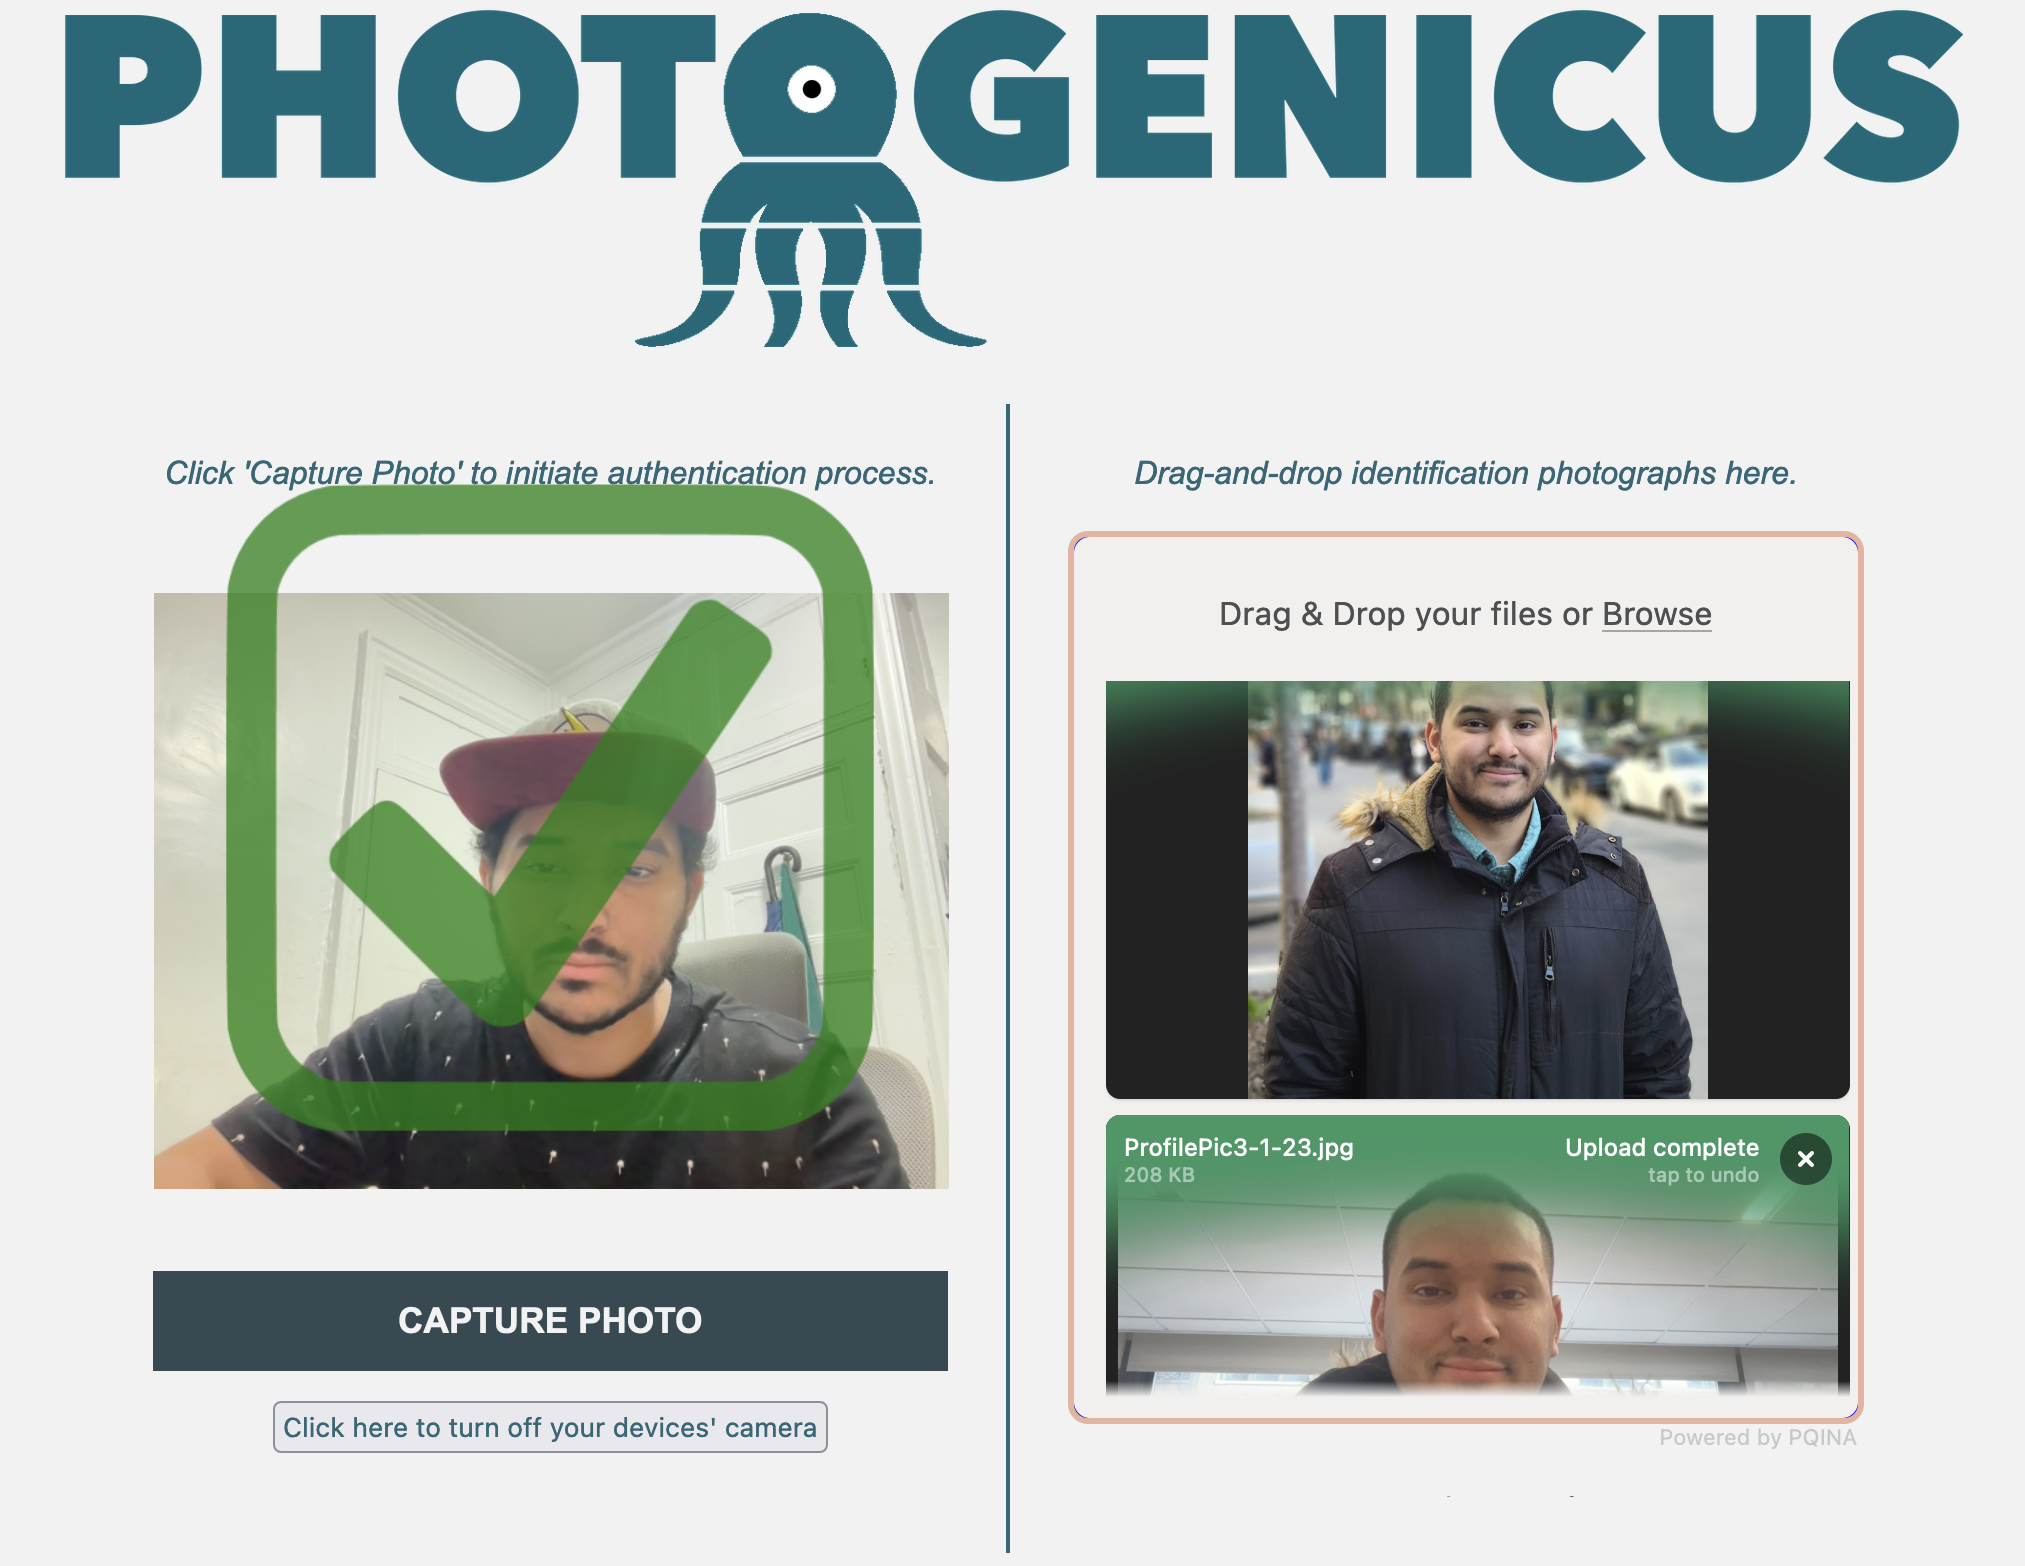 PHOTOGENICUS
Click 'Capture Photo' to initiate authentication process.
CAPTURE PHOTO
Click here to turn off your devices' camera
Drag-and-drop identification photographs here.
Drag & Drop your files or Browse
ProfilePic3-1-23.jpg
208 KB
Upload complete
tap to undo
Powered by PQINA